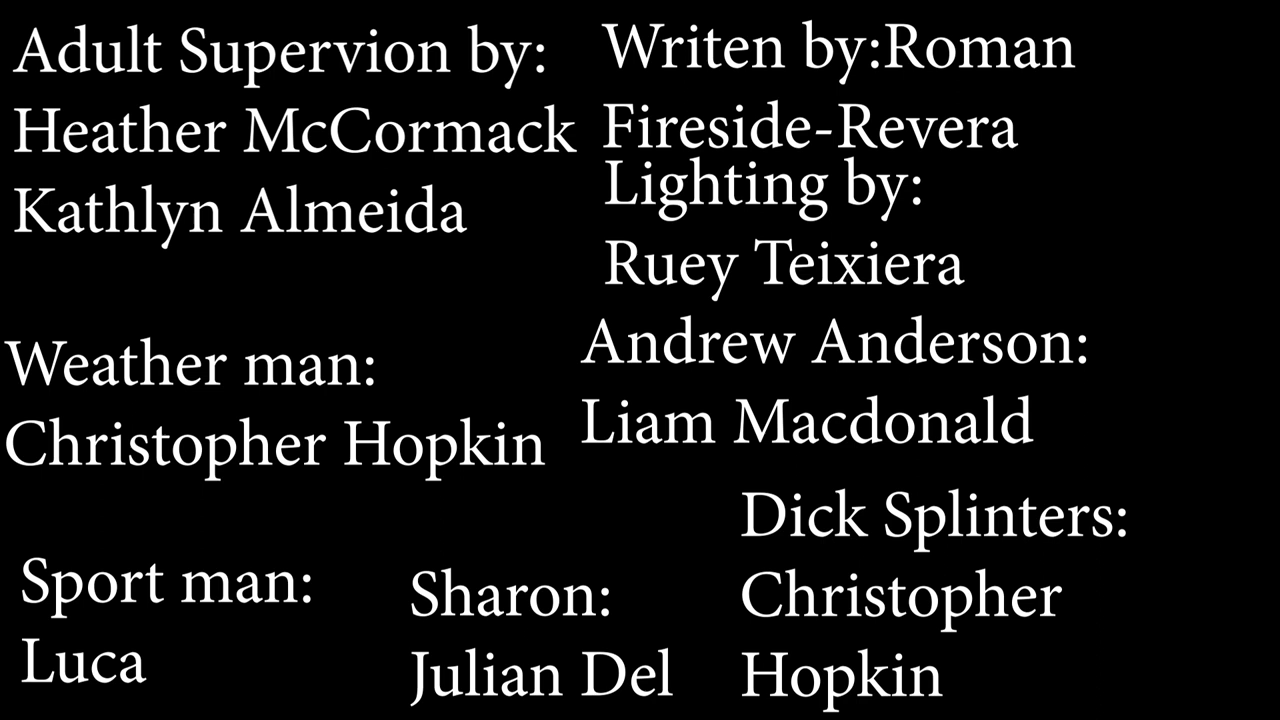 Adult Supervion by:
Heather McCormack
Kathlyn Almeida
Writen by:Roman
Fireside-Revera
Lighting by:
Ruey Teixiera
Weather man:
Christopher Hopkin
Andrew Anderson:
Liam Macdonald
Sport man:
Luca
Sharon:
Julian Del
Dick Splinters:
Christopher
Hopkin